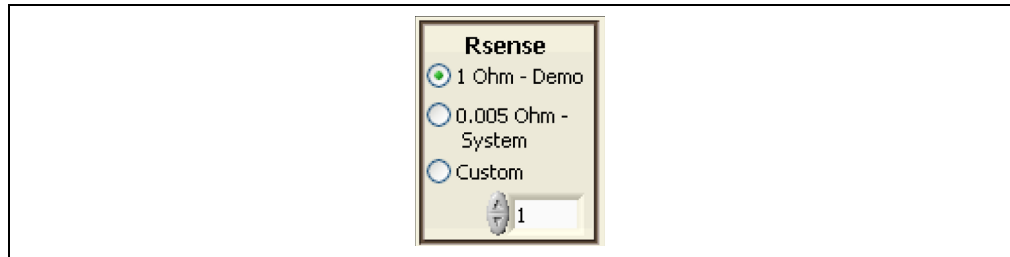 Rsense
1 Ohm - Demo
0.005 Ohm -
System
Custom
1